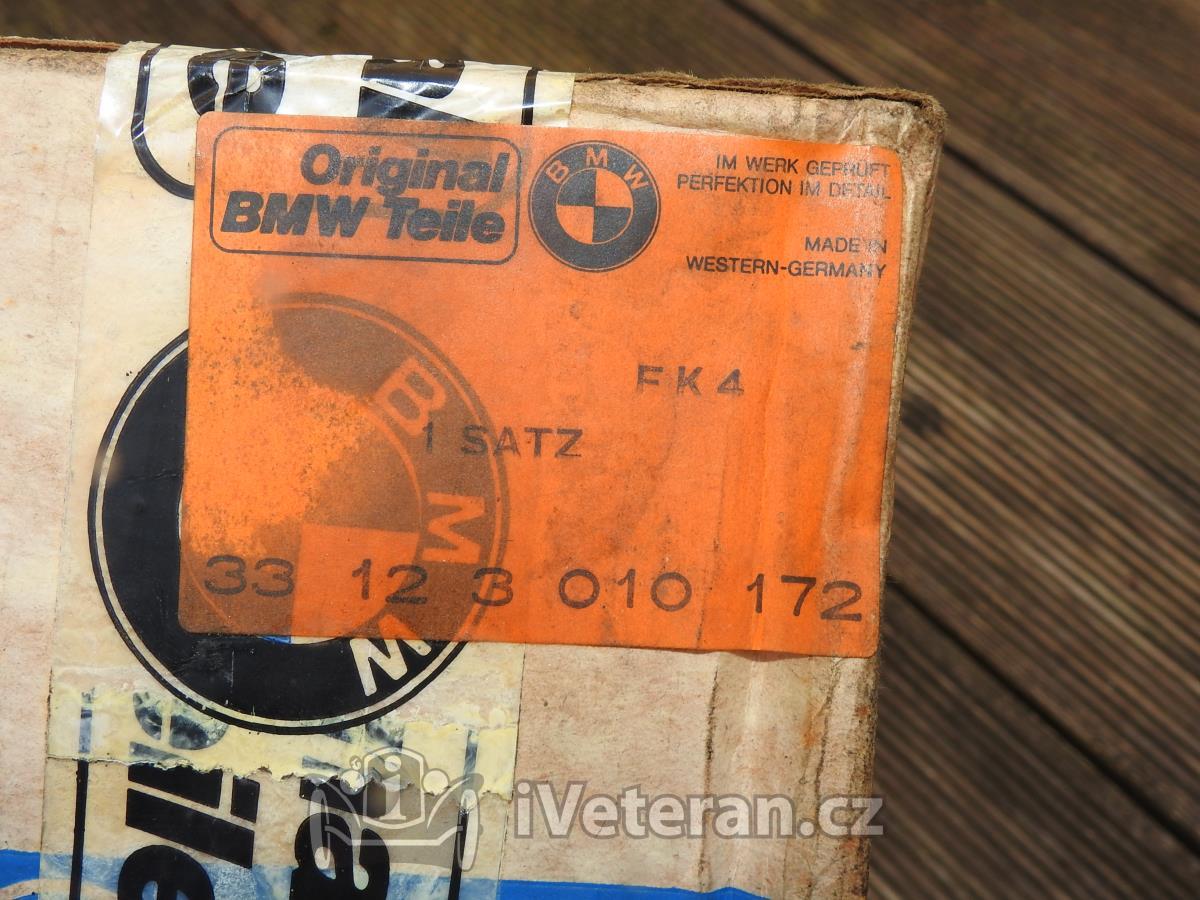 Original
BMW Teile
BMW
IM WERK GEPRÜFT
PERFEKTION IM DETAIL
MADE IN
WESTERN-GERMANY
FK4
1 SATZ
33 12 3 010 172
BMW
iVeteran.cz